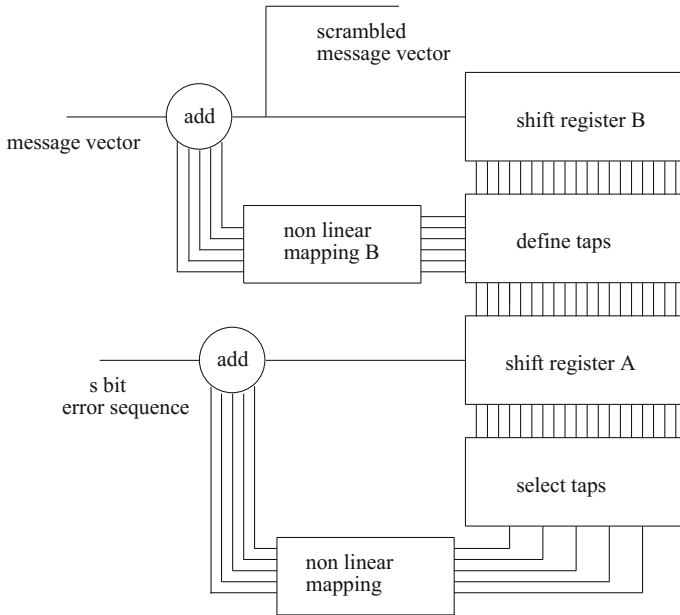 scrambled
message vector
add
shift register B
message vector
non linear
mapping B
define taps
add
shift register A
s bit
error sequence
select taps
non linear
mapping